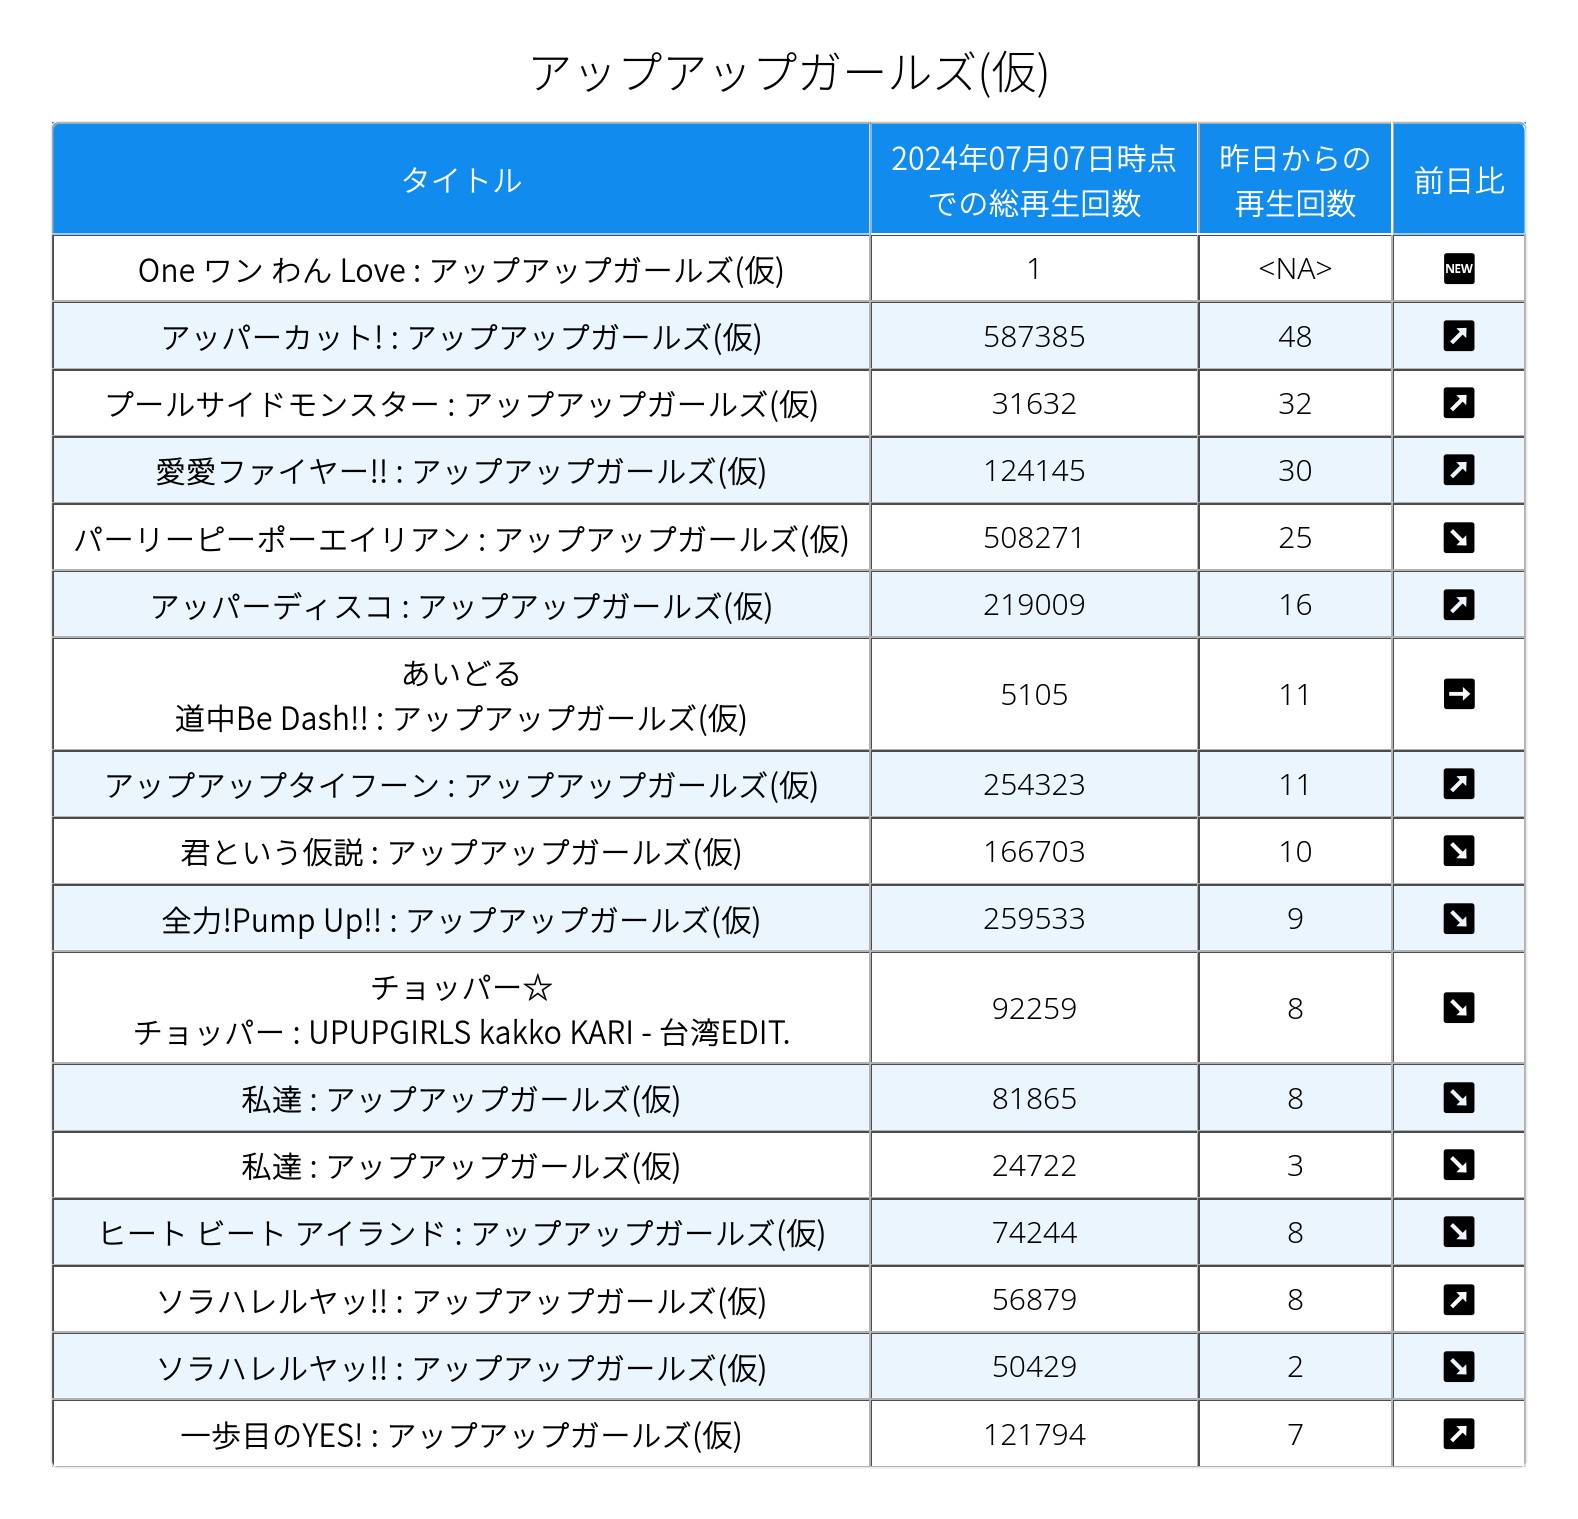 アップアップガールズ(仮)
タイトル
2024年07月07日時点
での総再生回数
昨日からの
再生回数
前日比
One ワン わん Love : アップアップガールズ(仮) 1 <NA> NEW
アッパーカット! : アップアップガールズ(仮) 587385 48 ↗
プールサイドモンスター : アップアップガールズ(仮) 31632 32 ↗
愛愛ファイヤー!! : アップアップガールズ(仮) 124145 30 ↗
パーリーピーポーエイリアン : アップアップガールズ(仮) 508271 25 ↘
アッパーディスコ : アップアップガールズ(仮) 219009 16 ↗
あいどる
道中Be Dash!! : アップアップガールズ(仮) 5105 11 →
アップアップタイフーン : アップアップガールズ(仮) 254323 11 ↗
君という仮説 : アップアップガールズ(仮) 166703 10 ↘
全力!Pump Up!! : アップアップガールズ(仮) 259533 9 ↘
チョッパー☆
チョッパー : UPUPGIRLS kakko KARI - 台湾EDIT. 92259 8 ↘
私達 : アップアップガールズ(仮) 81865 8 ↘
私達 : アップアップガールズ(仮) 24722 3 ↘
ヒート ビート アイランド : アップアップガールズ(仮) 74244 8 ↘
ソラハレルヤッ!! : アップアップガールズ(仮) 56879 8 ↗
ソラハレルヤッ!! : アップアップガールズ(仮) 50429 2 ↘
一歩目のYES! : アップアップガールズ(仮) 121794 7 ↗